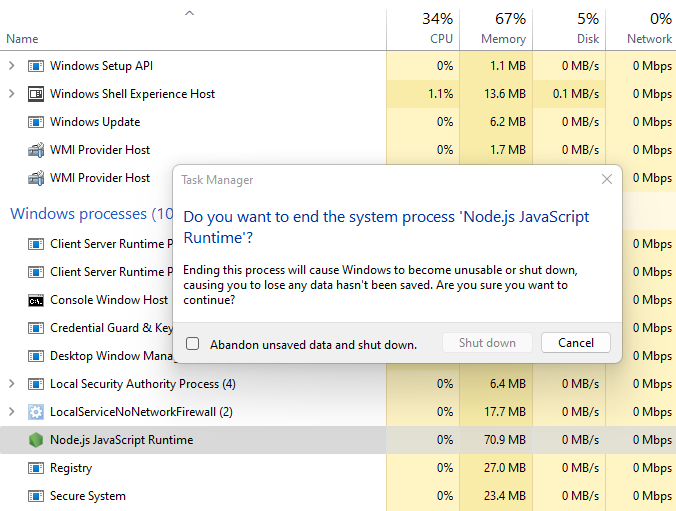 34% 67% 5% 0%
Name CPU Memory Disk Network
Windows Setup API 0% 1.1 MB 0 MB/s 0 Mbps
Windows Shell Experience Host 1.1% 13.6 MB 0.1 MB/s 0 Mbps
Windows Update 0% 6.2 MB 0 MB/s 0 Mbps
WMI Provider Host 0% 1.7 MB 0 MB/s 0 Mbps
WMI Provider Host 0 Mbps
Task Manager
Do you want to end the system process 'Node.js JavaScript
Runtime'?
Ending this process will cause Windows to become unusable or shut down,
causing you to lose any data hasn't been saved. Are you sure you want to
continue?
Abandon unsaved data and shut down. Shut down Cancel
Windows processes (10
Client Server Runtime P 0 Mbps
Client Server Runtime P 0 Mbps
Console Window Host 0 Mbps
Credential Guard & Key 0 Mbps
Desktop Window Mana 0 Mbps
Local Security Authority Process (4) 0% 6.4 MB 0 MB/s 0 Mbps
LocalServiceNoNetworkFirewall (2) 0% 17.7 MB 0 MB/s 0 Mbps
Node.js JavaScript Runtime 0% 70.9 MB 0 MB/s 0 Mbps
Registry 0% 27.0 MB 0 MB/s 0 Mbps
Secure System 0% 23.4 MB 0 MB/s 0 Mbps